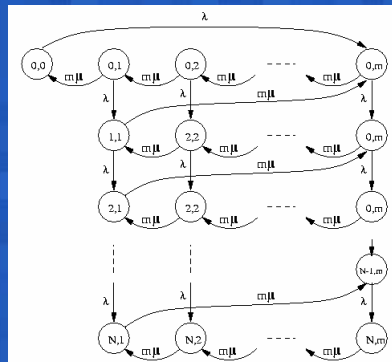 λ
0,0 0,1 0,2 0,m
mμ mμ mμ mμ
λ λ λ
mμ
1,1 2,2 0,m
mμ mμ mμ
λ λ mμ λ
2,1 2,2 0,m
mμ mμ mμ
N-1,m
λ λ mμ λ
N,1 N,2 N,m
mμ mμ mμ